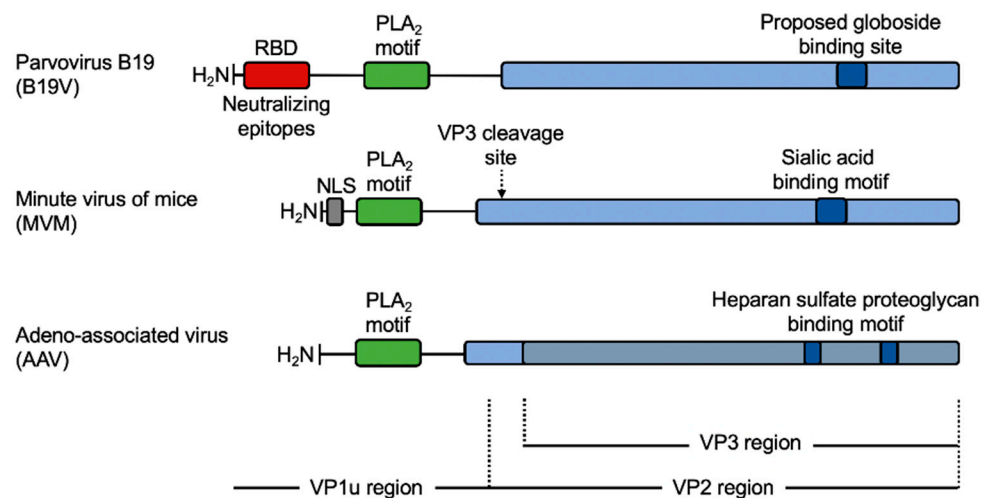 Parvovirus B19
(B19V)
H₂N
RBD
Neutralizing
epitopes
PLA₂
motif
Proposed globoside
binding site
Minute virus of mice
(MVM)
H₂N
NLS
PLA₂
motif
VP3 cleavage
site
Sialic acid
binding motif
Adeno-associated virus
(AAV)
H₂N
PLA₂
motif
Heparan sulfate proteoglycan
binding motif
VP3 region
VP1u region
VP2 region